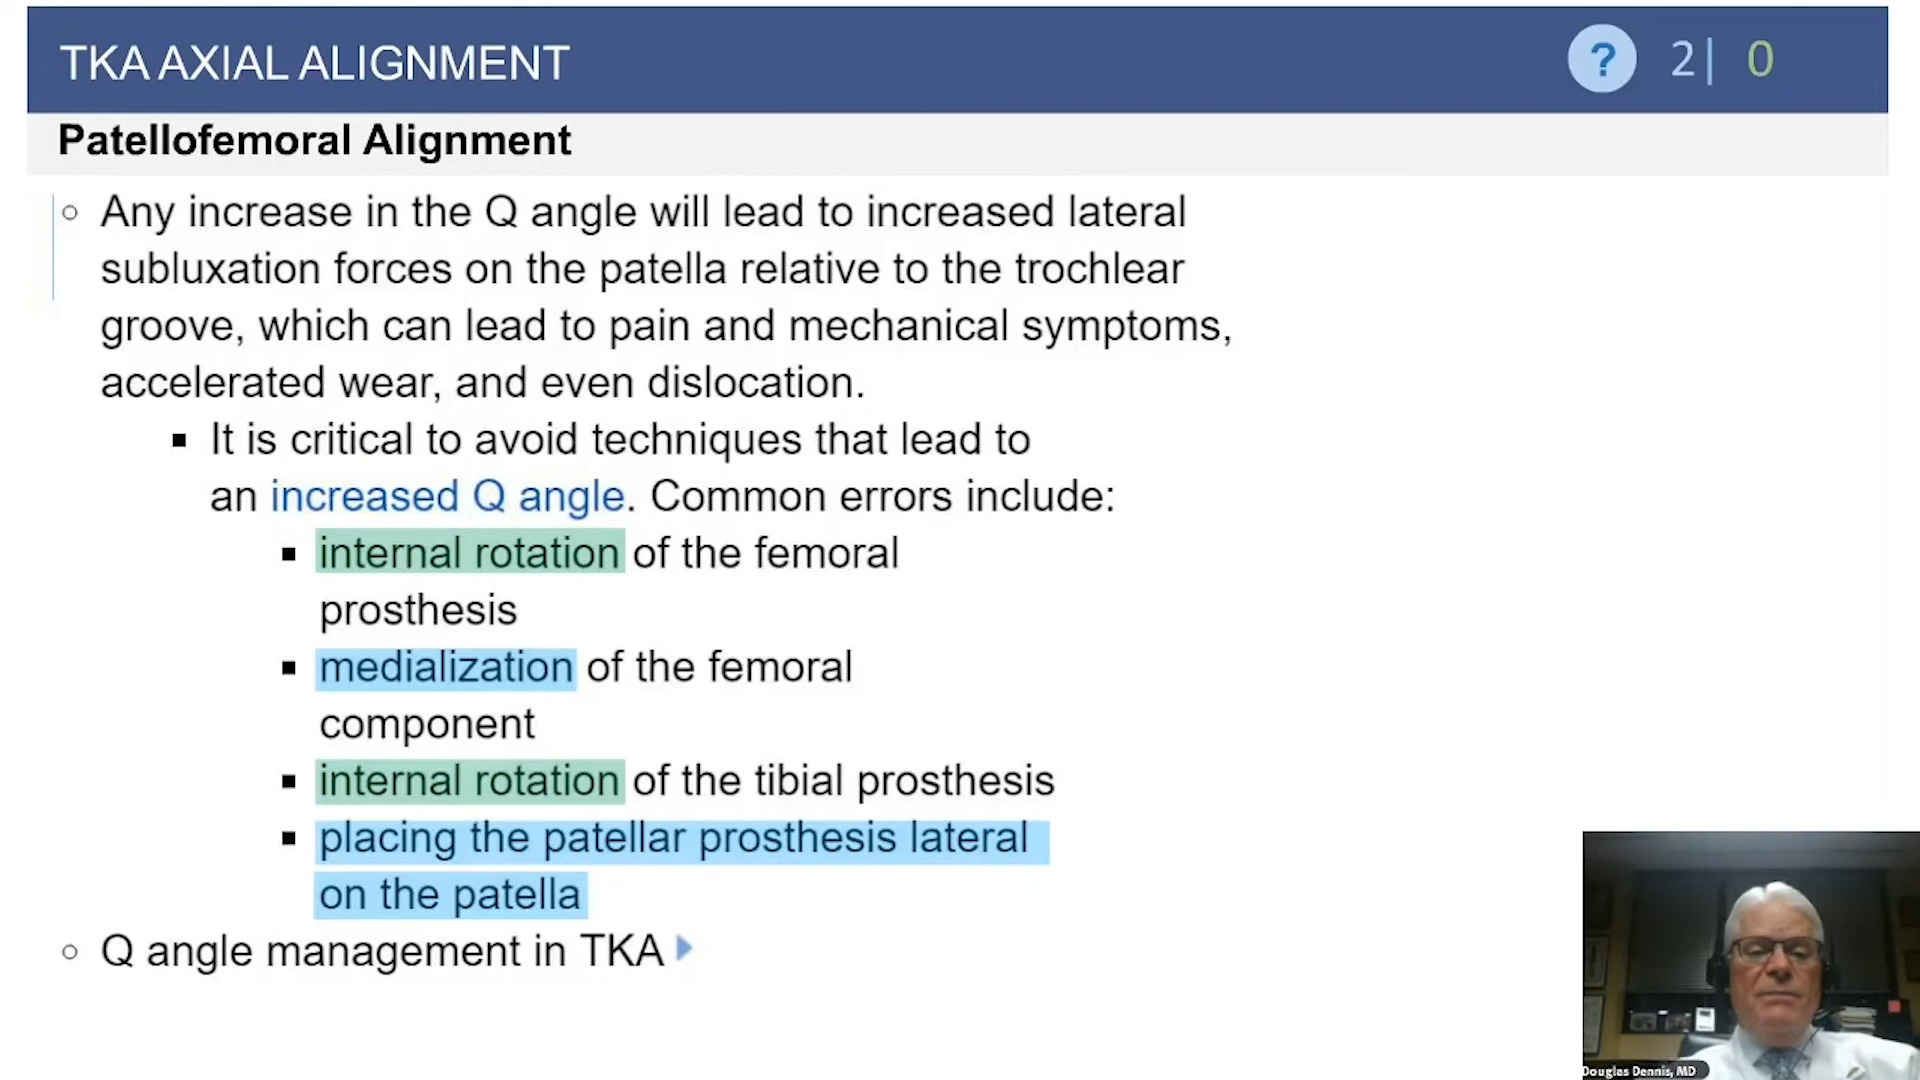 TKA AXIAL ALIGNMENT
? 2| 0
Patellofemoral Alignment
Any increase in the Q angle will lead to increased lateral
subluxation forces on the patella relative to the trochlear
groove, which can lead to pain and mechanical symptoms,
accelerated wear, and even dislocation.
It is critical to avoid techniques that lead to
an increased Q angle. Common errors include:
internal rotation of the femoral
prosthesis
medialization of the femoral
component
internal rotation of the tibial prosthesis
placing the patellar prosthesis lateral
on the patella
Q angle management in TKA
Douglas Dennis, MD